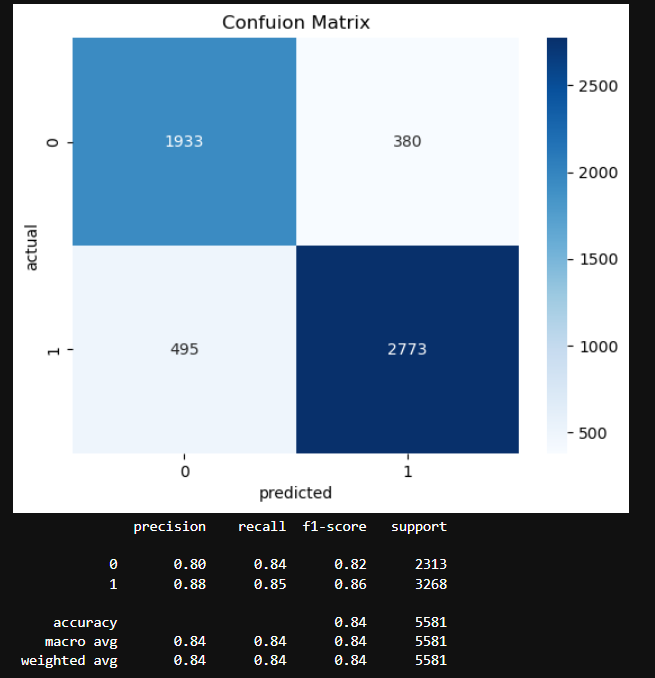 Confuion Matrix
0
1933
380
actual
1
495
2773
0
1
predicted
2500
2000
1500
1000
500
precision recall f1-score support
0 0.80 0.84 0.82 2313
1 0.88 0.85 0.86 3268
accuracy 0.84 5581
macro avg 0.84 0.84 0.84 5581
weighted avg 0.84 0.84 0.84 5581